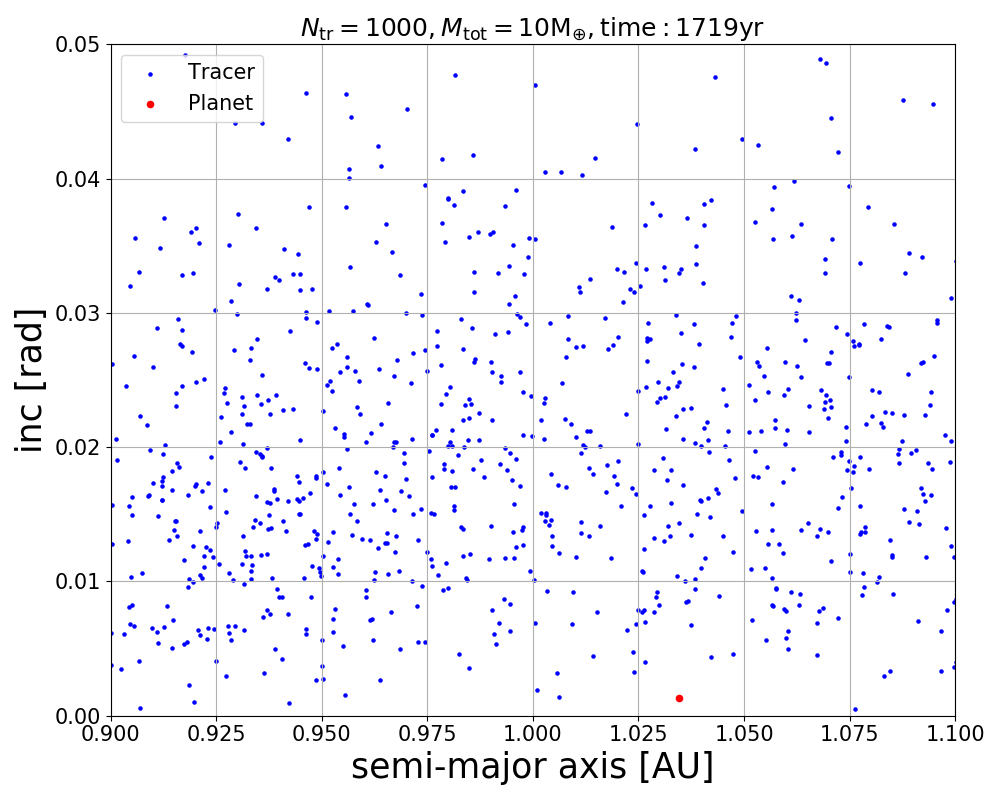 N_tr = 1000, M_tot = 10M_⊕, time : 1719yr
Tracer
Planet
0.05
0.04
0.03
0.02
0.01
0.00
inc [rad]
0.900 0.925 0.950 0.975 1.000 1.025 1.050 1.075 1.100
semi-major axis [AU]